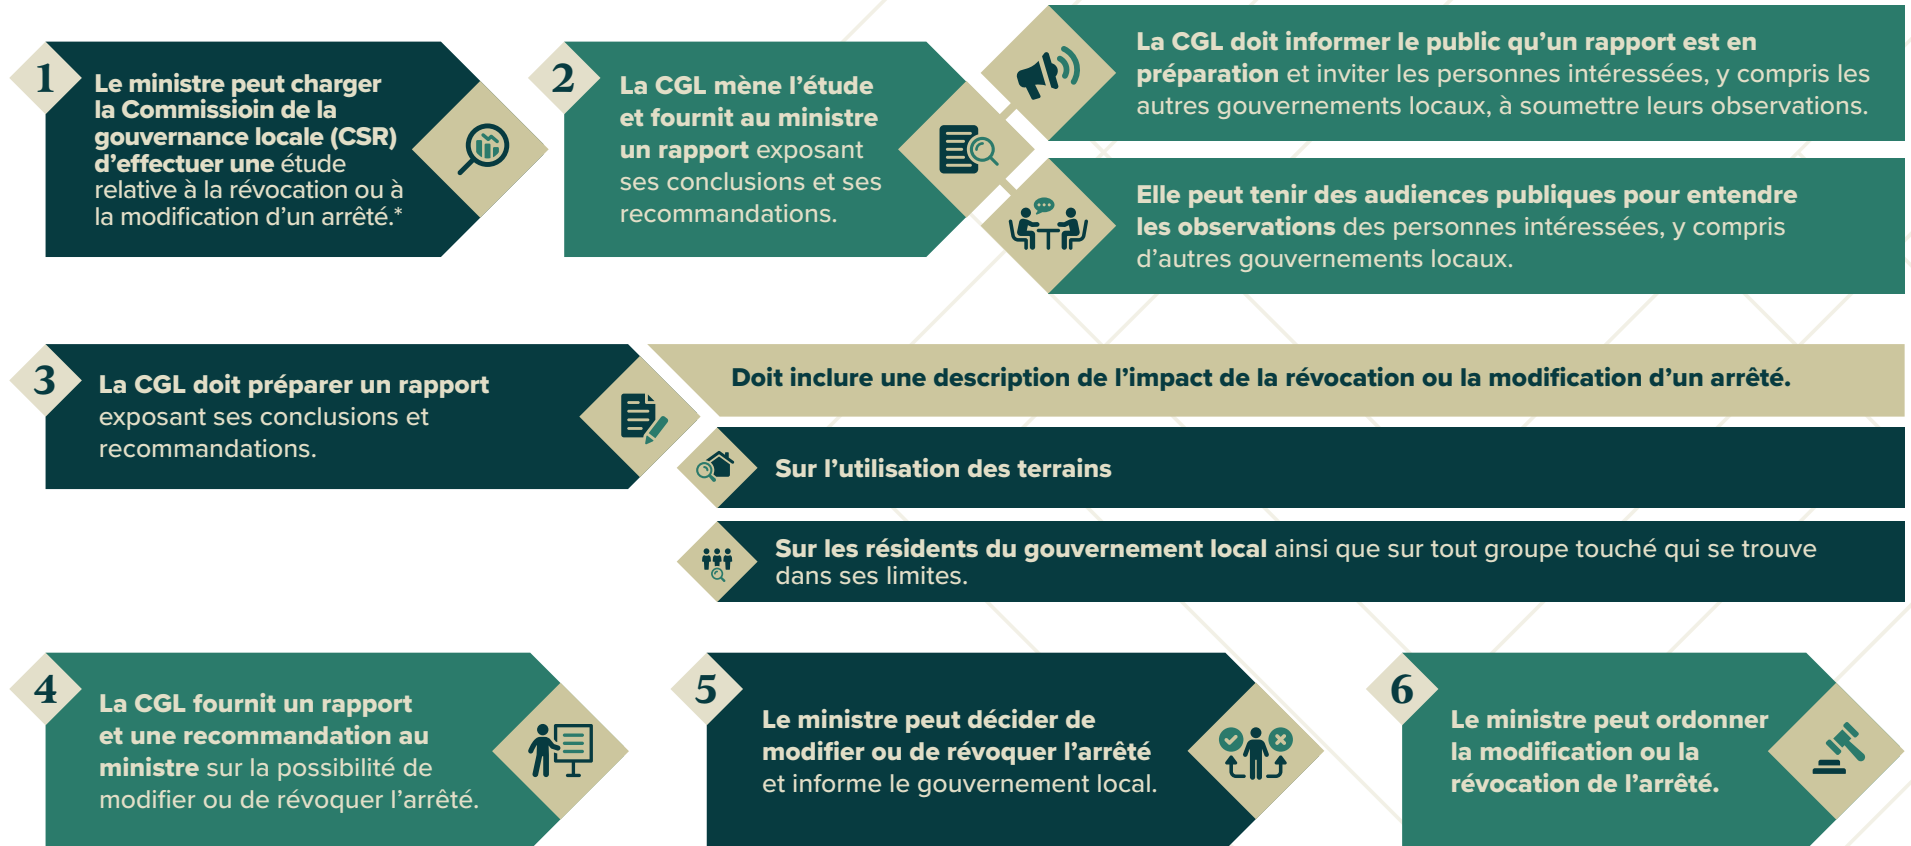 1
Le ministre peut charger
la Commissioin de la
gouvernance locale (CSR)
d’effectuer une étude
relative à la révocation ou à
la modification d’un arrêté.*
2
La CGL mène l’étude
et fournit au ministre
un rapport exposant
ses conclusions et ses
recommandations.
La CGL doit informer le public qu’un rapport est en
préparation et inviter les personnes intéressées, y compris les
autres gouvernements locaux, à soumettre leurs observations.
Elle peut tenir des audiences publiques pour entendre
les observations des personnes intéressées, y compris
d’autres gouvernements locaux.
3
La CGL doit préparer un rapport
exposant ses conclusions et
recommandations.
Doit inclure une description de l’impact de la révocation ou la modification d’un arrêté.
Sur l’utilisation des terrains
Sur les résidents du gouvernement local ainsi que sur tout groupe touché qui se trouve
dans ses limites.
4
La CGL fournit un rapport
et une recommandation au
ministre sur la possibilité de
modifier ou de révoquer l’arrêté.
5
Le ministre peut décider de
modifier ou de révoquer l’arrêté
et informe le gouvernement local.
6
Le ministre peut ordonner
la modification ou la
révocation de l’arrêté.